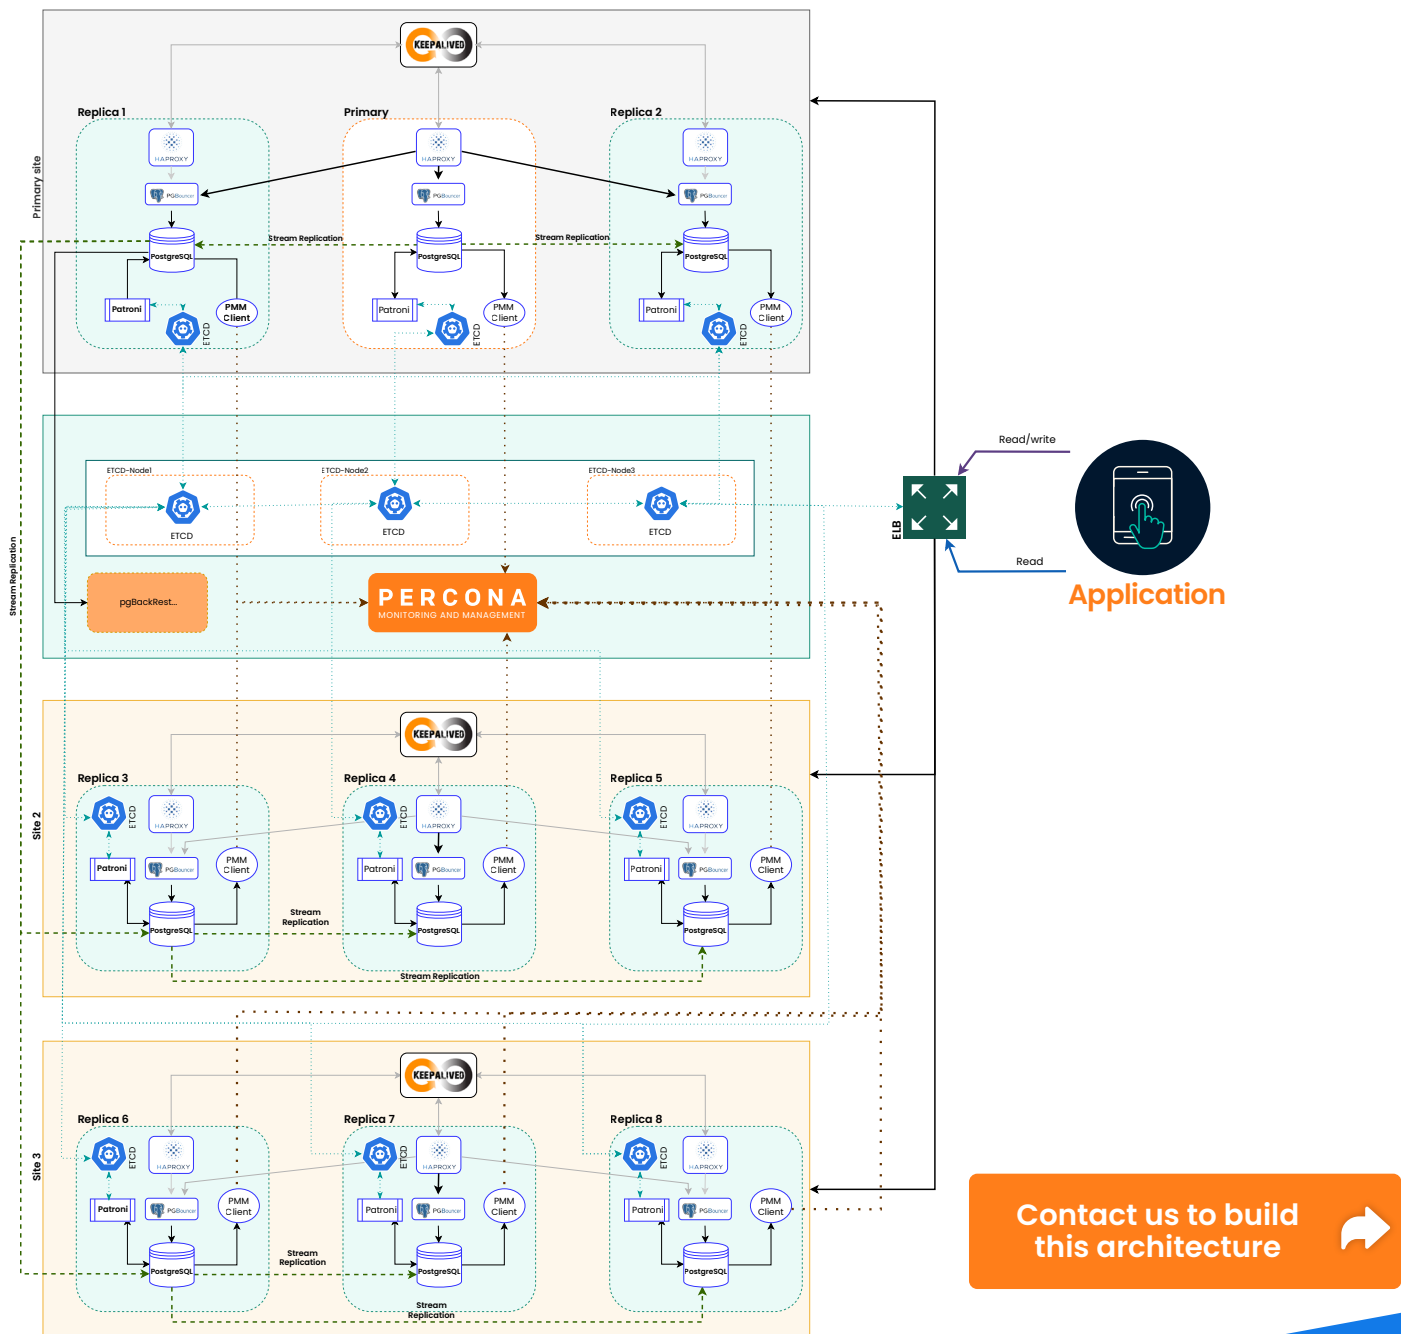 KEEPALIVED
Replica 1
Primary
Replica 2
Primary site
HAPROXY
HAPROXY
HAPROXY
PGBouncer
PGBouncer
PGBouncer
Stream Replication
Stream Replication
PostgreSQL
PostgreSQL
PostgreSQL
Patroni
PMM
Client
ETCD
Patroni
PMM
Client
ETCD
Patroni
PMM
Client
ETCD
Read/write
Read
ELB
Application
ETCD-Node1
ETCD-Node2
ETCD-Node3
ETCD
ETCD
ETCD
Stream Replication
pgBackRest...
PERCONA
MONITORING AND MANAGEMENT
KEEPALIVED
Replica 3
Replica 4
Replica 5
Site 2
ETCD
HAPROXY
ETCD
HAPROXY
ETCD
HAPROXY
Patroni
PGBouncer
PMM
Client
Patroni
PGBouncer
PMM
Client
Patroni
PGBouncer
PMM
Client
PostgreSQL
Stream
Replication
PostgreSQL
PostgreSQL
Stream Replication
KEEPALIVED
Replica 6
Replica 7
Replica 8
Site 3
ETCD
HAPROXY
ETCD
HAPROXY
ETCD
HAPROXY
Patroni
PGBouncer
PMM
Client
Patroni
PGBouncer
PMM
Client
Patroni
PGBouncer
PMM
Client
PostgreSQL
Stream
Replication
PostgreSQL
PostgreSQL
Stream
Replication
Contact us to build
this architecture